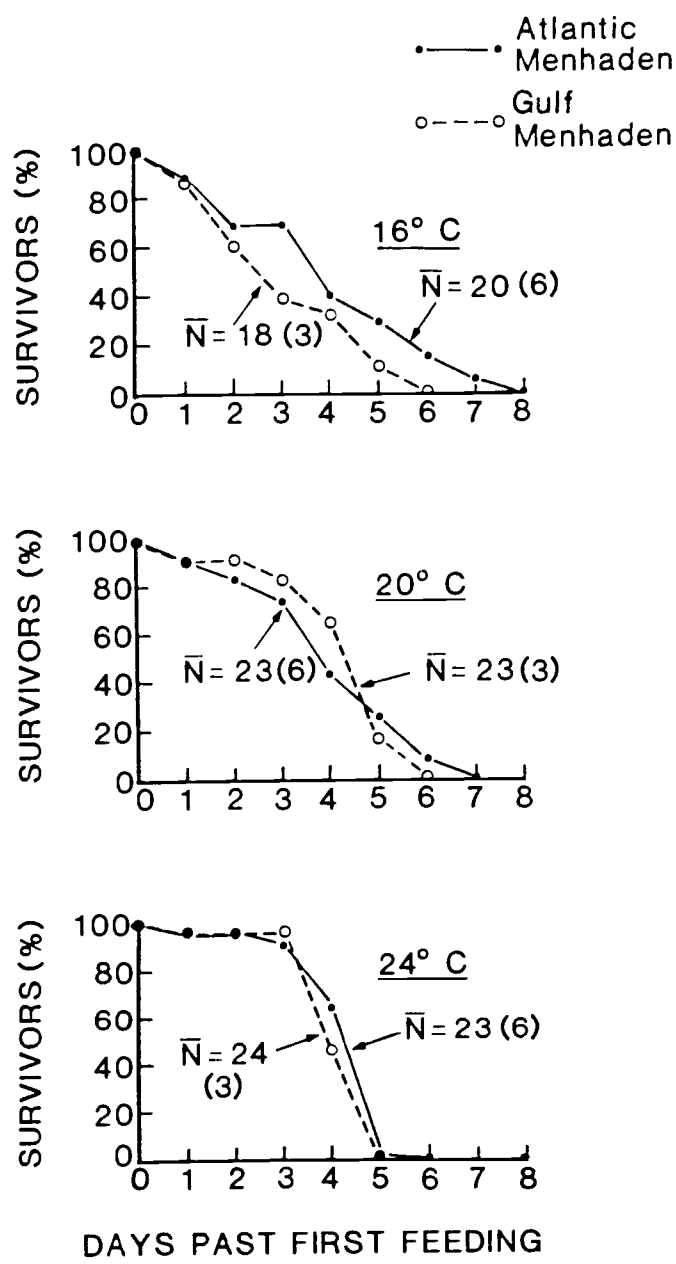 Atlantic
Menhaden
Gulf
Menhaden
SURVIVORS (%)
100
80
60
40
20
0
16° C
N̅ = 20 (6)
N̅ = 18 (3)
0 1 2 3 4 5 6 7 8
SURVIVORS (%)
100
80
60
40
20
0
20° C
N̅ = 23(6)
N̅ = 23(3)
0 1 2 3 4 5 6 7 8
SURVIVORS (%)
100
80
60
40
20
0
24° C
N̅ = 23 (6)
N̅ = 24
(3)
0 1 2 3 4 5 6 7 8
DAYS PAST FIRST FEEDING